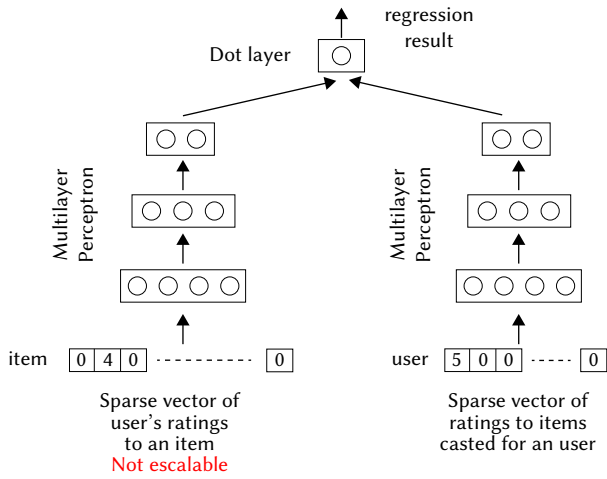 regression
result
Dot layer
Multilayer
Perceptron
Multilayer
Perceptron
item 0 4 0 0
user 5 0 0 0
Sparse vector of
user's ratings
to an item
Not escalable
Sparse vector of
ratings to items
casted for an user